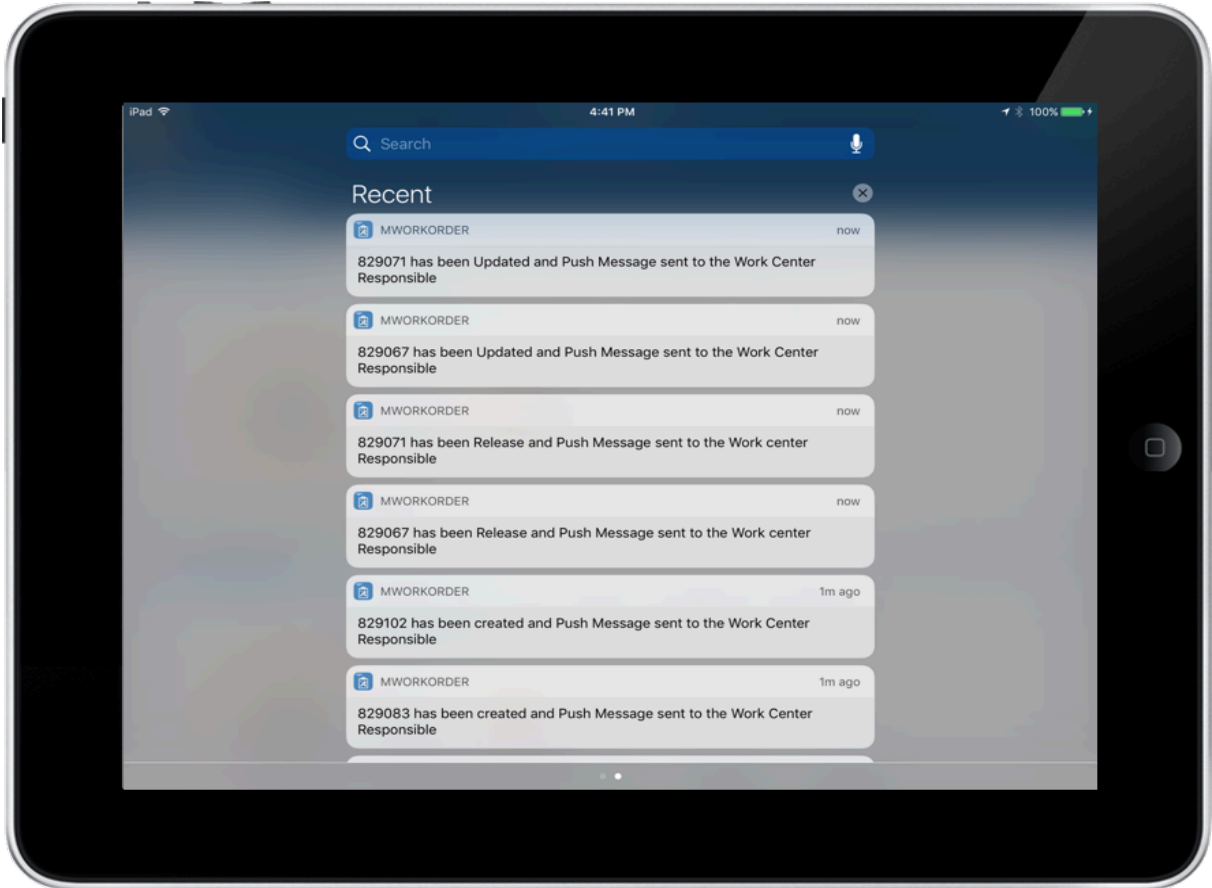 iPad
4:41 PM
100%
Search
Recent
MWORKORDER
now
829071 has been Updated and Push Message sent to the Work Center
Responsible
MWORKORDER
now
829067 has been Updated and Push Message sent to the Work Center
Responsible
MWORKORDER
now
829071 has been Release and Push Message sent to the Work center
Responsible
MWORKORDER
now
829067 has been Release and Push Message sent to the Work center
Responsible
MWORKORDER
1m ago
829102 has been created and Push Message sent to the Work Center
Responsible
MWORKORDER
1m ago
829083 has been created and Push Message sent to the Work Center
Responsible